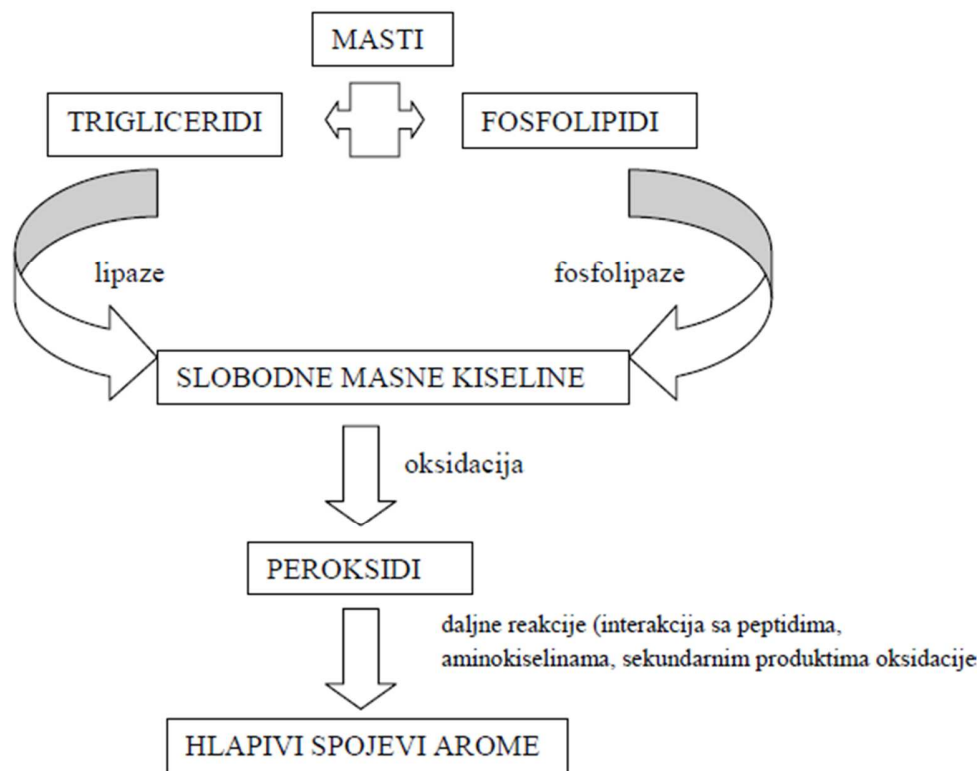 MASTI
TRIGLICERIDI
FOSFOLIPIDI
lipaze
fosfolipaze
SLOBODNE MASNE KISELINE
oksidacija
PEROKSIDI
daljne reakcije (interakcija sa peptidima,
aminokiselinama, sekundarnim produktima oksidacije
HLAPIVI SPOJEVI AROME